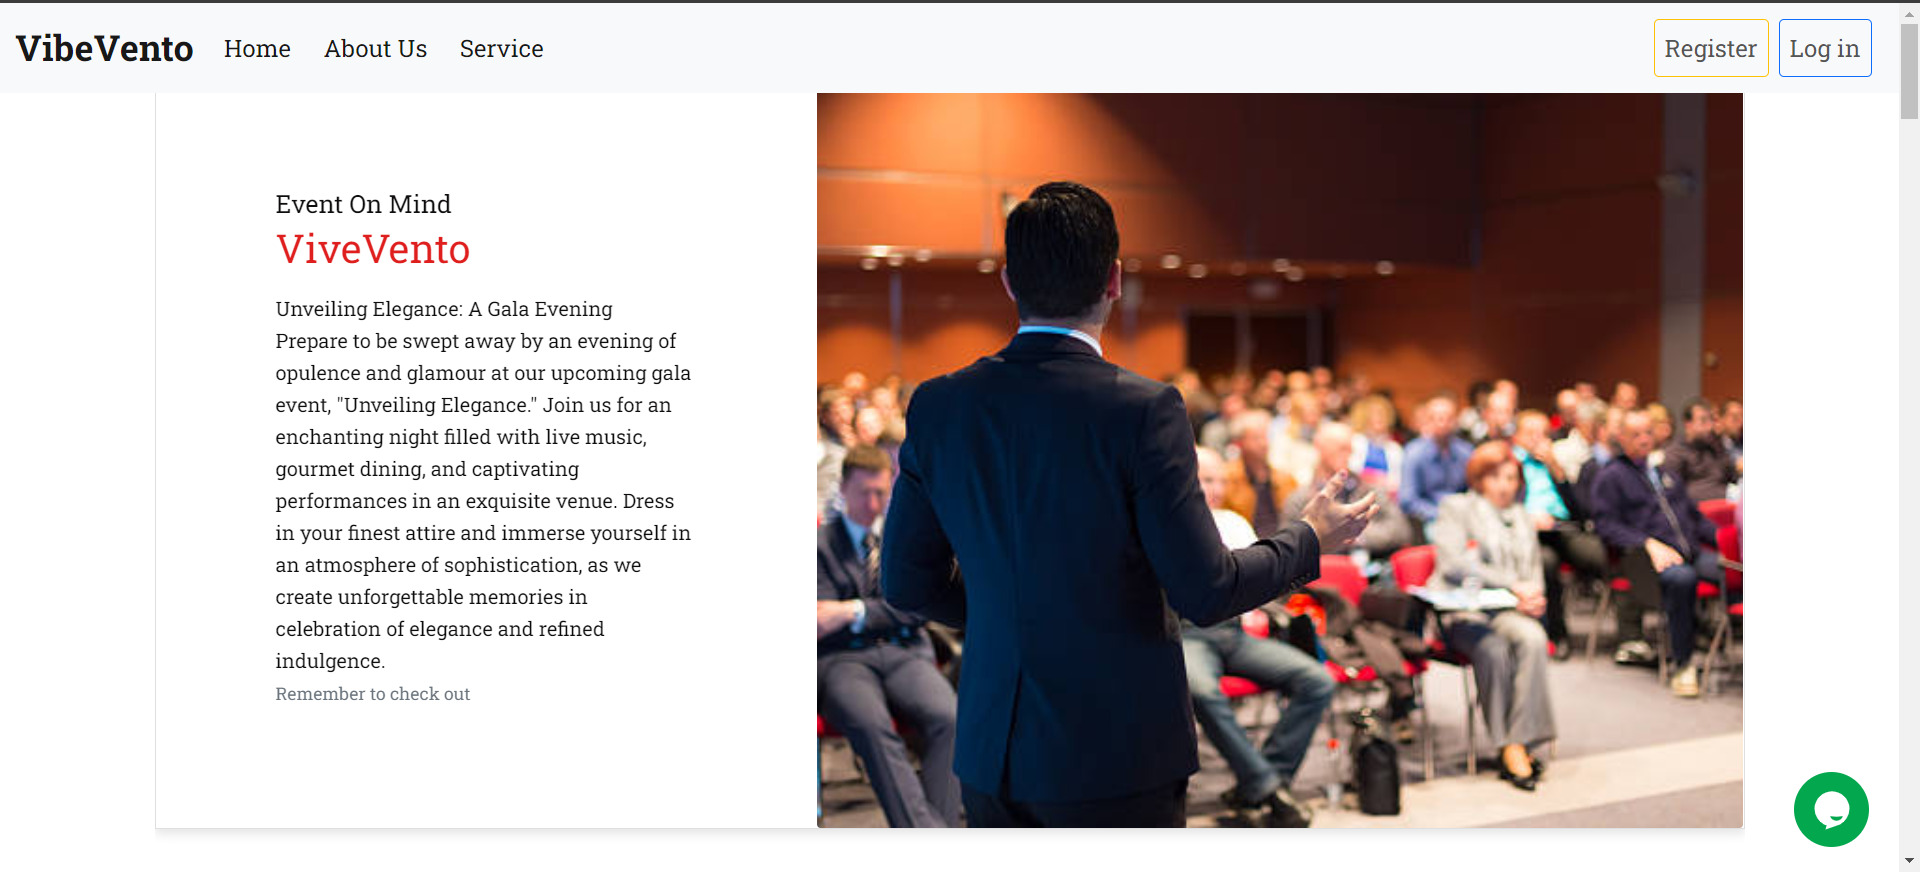 VibeVento Home About Us Service Register Log in
Event On Mind
ViveVento
Unveiling Elegance: A Gala Evening
Prepare to be swept away by an evening of
opulence and glamour at our upcoming gala
event, "Unveiling Elegance." Join us for an
enchanting night filled with live music,
gourmet dining, and captivating
performances in an exquisite venue. Dress
in your finest attire and immerse yourself in
an atmosphere of sophistication, as we
create unforgettable memories in
celebration of elegance and refined
indulgence.
Remember to check out